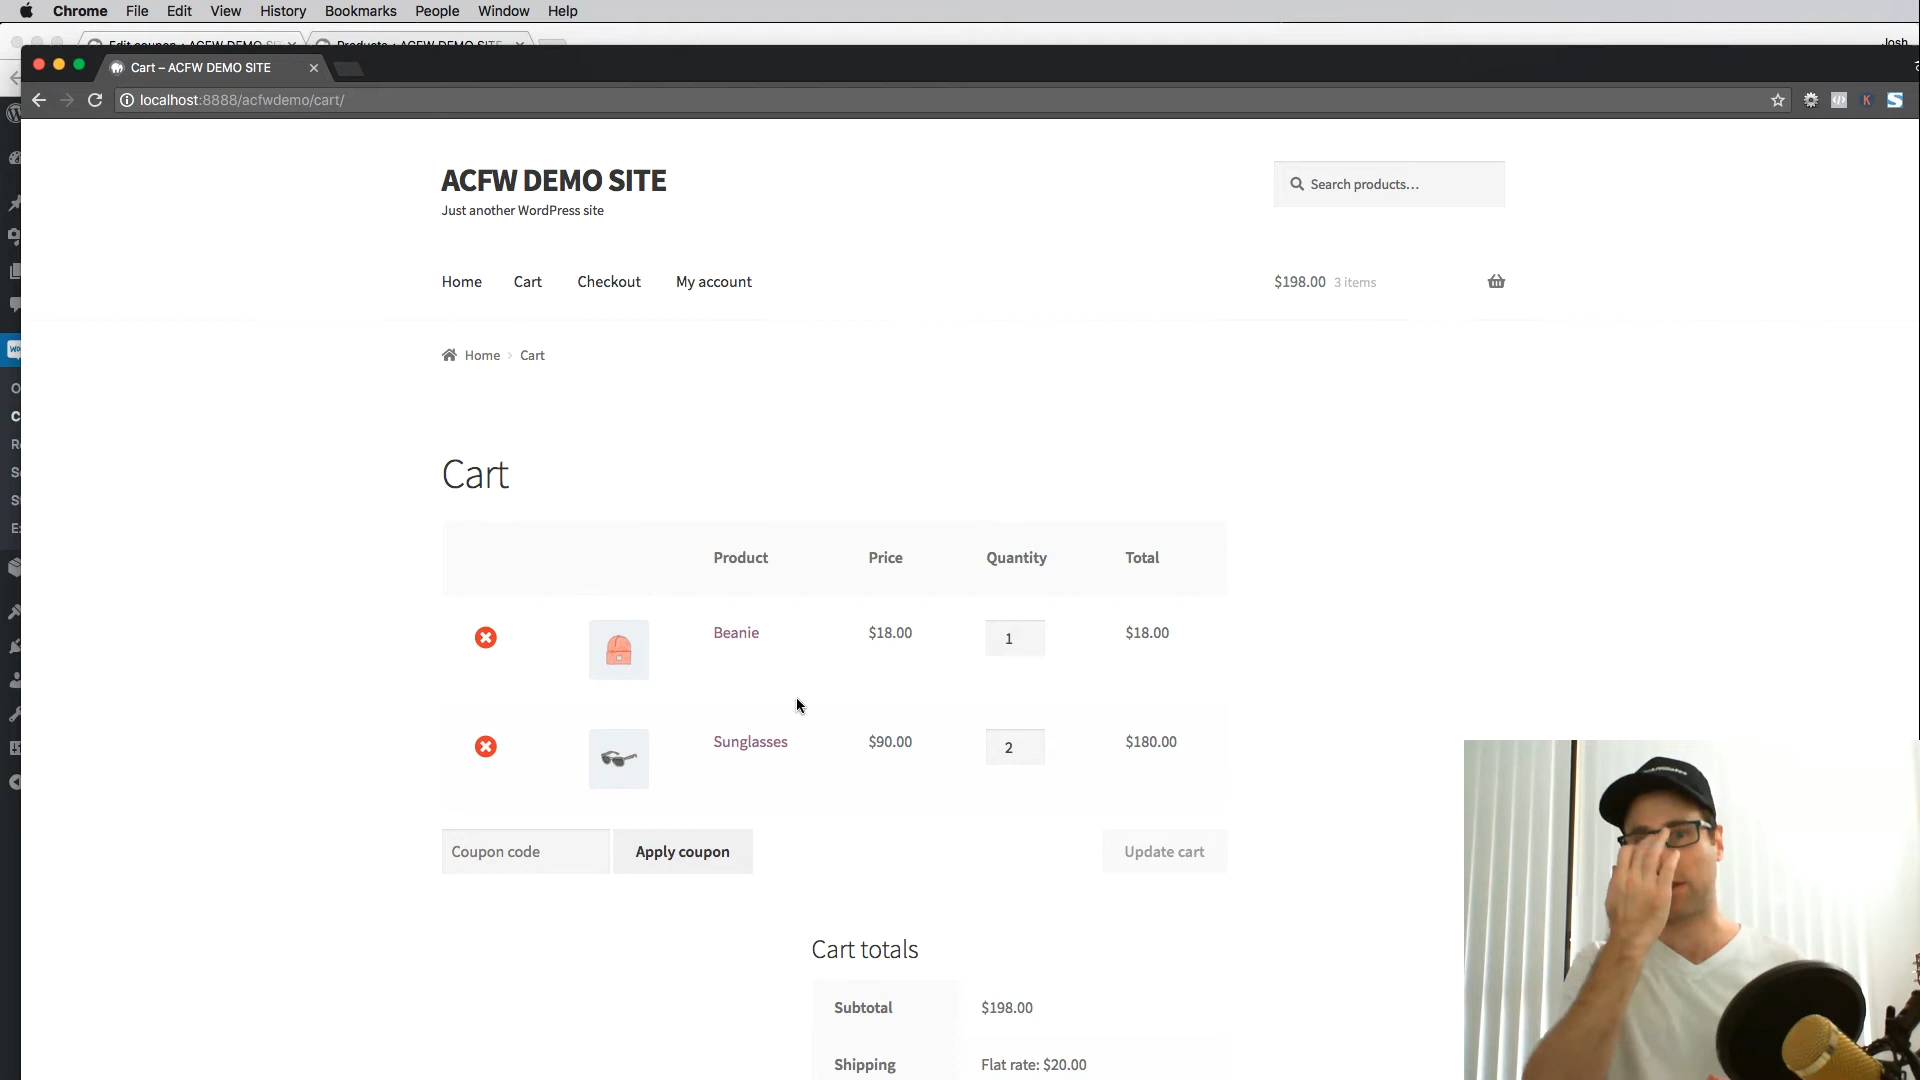 Chrome File Edit View History Bookmarks People Window Help
Josh
Cart – ACFW DEMO SITE
localhost:8888/acfwdemo/cart/
ACFW DEMO SITE
Just another WordPress site
Search products…
Home Cart Checkout My account
$198.00 3 items
Home Cart
Cart
Product Price Quantity Total
Beanie $18.00 1 $18.00
Sunglasses $90.00 2 $180.00
Coupon code Apply coupon Update cart
Cart totals
Subtotal $198.00
Shipping Flat rate: $20.00